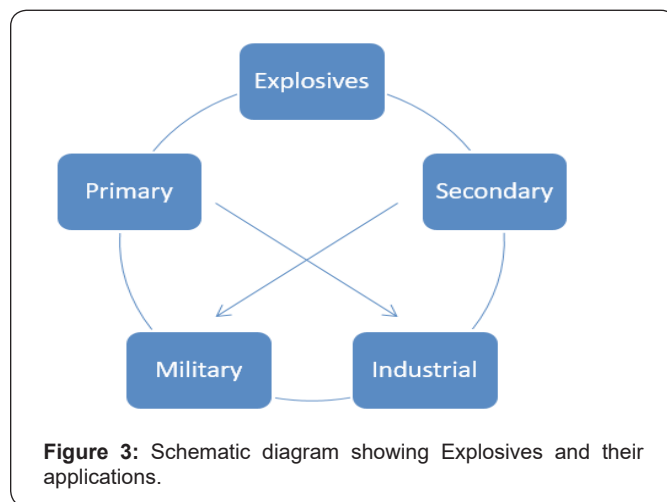 Explosives
Primary
Secondary
Military
Industrial
Figure 3: Schematic diagram showing Explosives and their
applications.